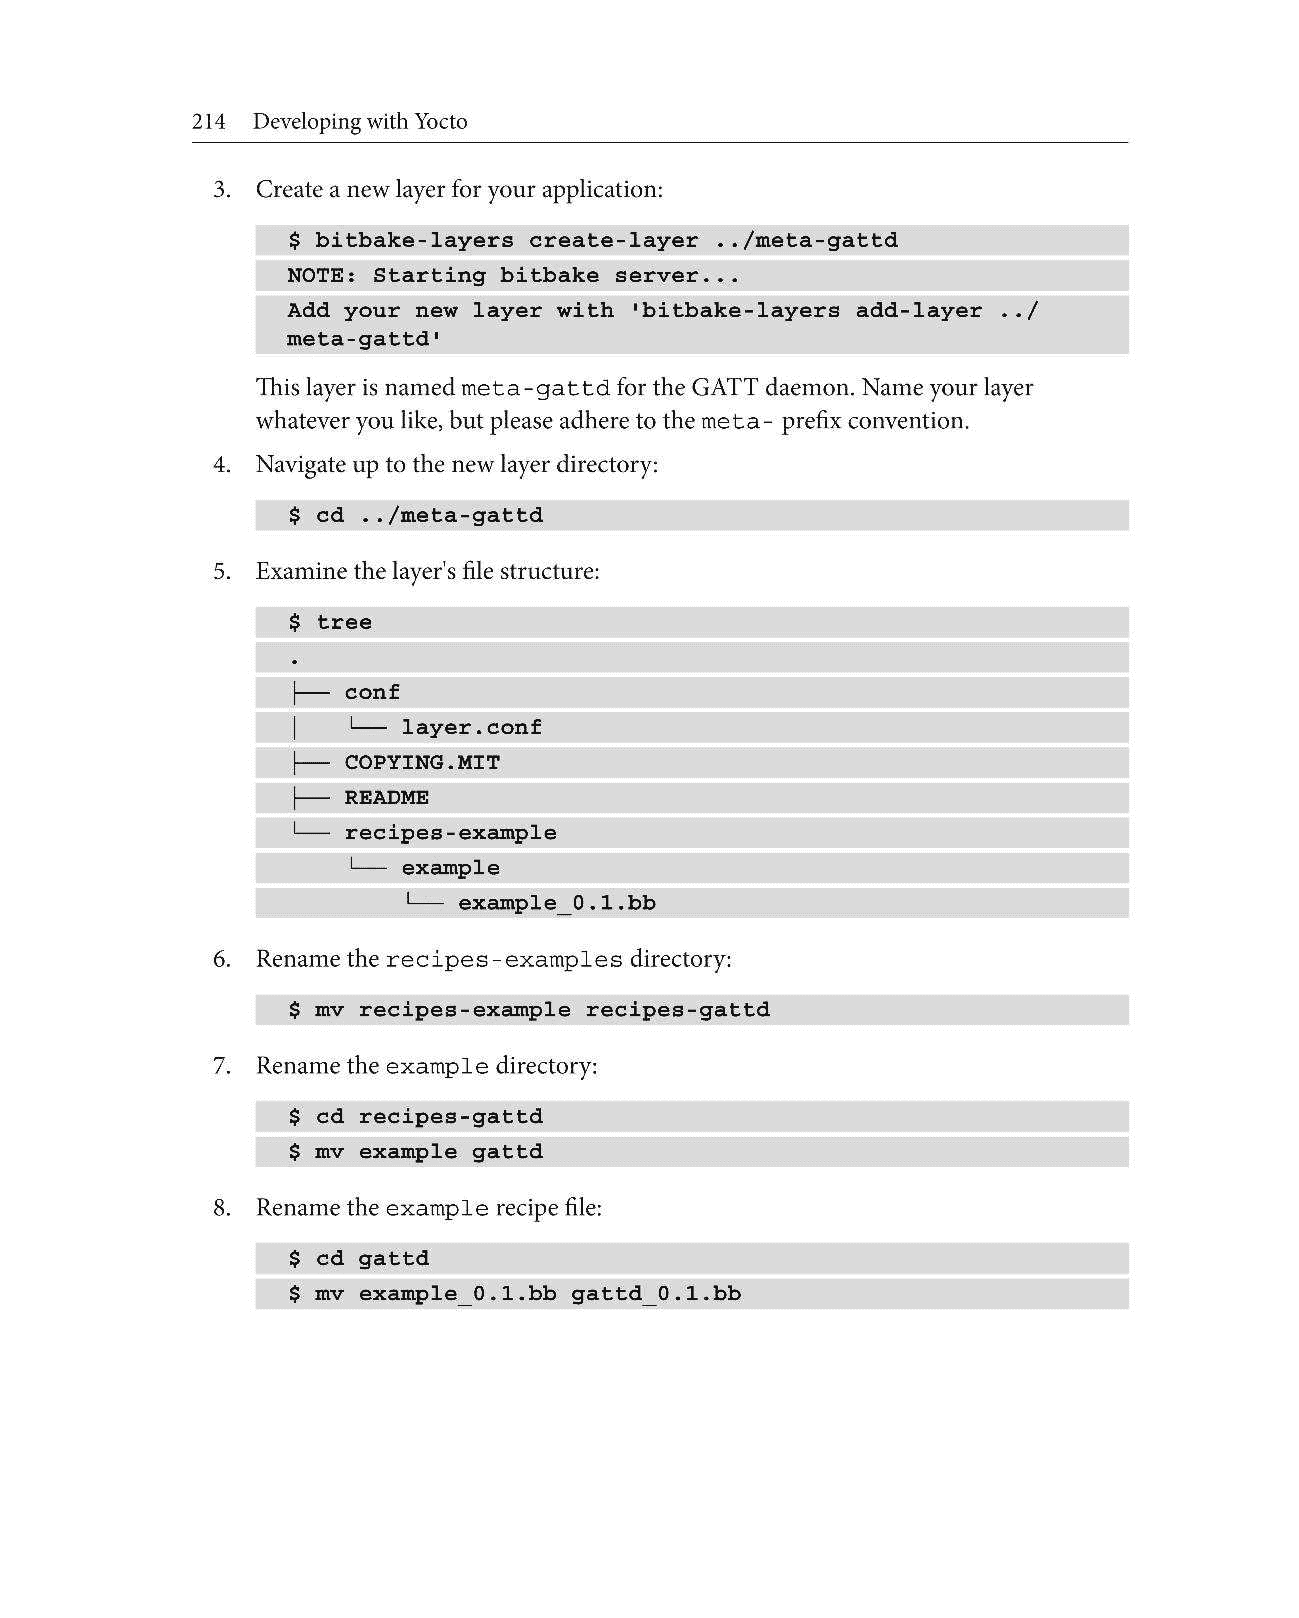 214 Developing with Yocto
3. Create a new layer for your application:
$ bitbake-layers create-layer ../meta-gattd
NOTE: Starting bitbake server...
Add your new layer with 'bitbake-layers add-layer ../
meta-gattd'
This layer is named meta-gattd for the GATT daemon. Name your layer
whatever you like, but please adhere to the meta- prefix convention.
4. Navigate up to the new layer directory:
$ cd ../meta-gattd
5. Examine the layer's file structure:
$ tree
.
├── conf
│   └── layer.conf
├── COPYING.MIT
├── README
└── recipes-example
    └── example
        └── example_0.1.bb
6. Rename the recipes-examples directory:
$ mv recipes-example recipes-gattd
7. Rename the example directory:
$ cd recipes-gattd
$ mv example gattd
8. Rename the example recipe file:
$ cd gattd
$ mv example_0.1.bb gattd_0.1.bb